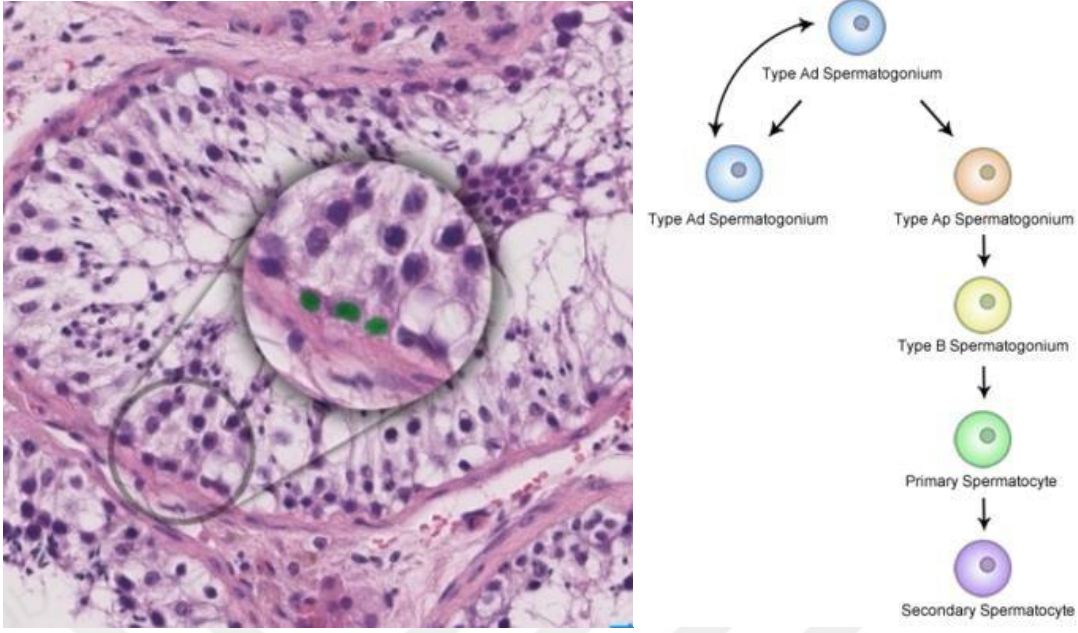 Type Ad Spermatogonium
Type Ad Spermatogonium
Type Ap Spermatogonium
Type B Spermatogonium
Primary Spermatocyte
Secondary Spermatocyte